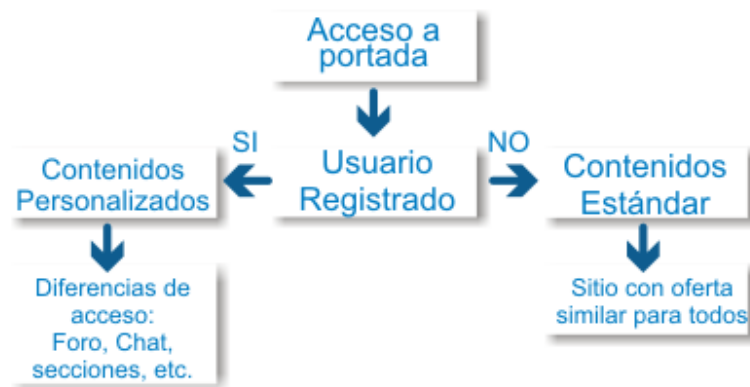 Acceso a
portada
SI
NO
Contenidos
Personalizados
Usuario
Registrado
Contenidos
Estándar
Diferencias de
acceso:
Foro, Chat,
secciones, etc.
Sitio con oferta
similar para todos